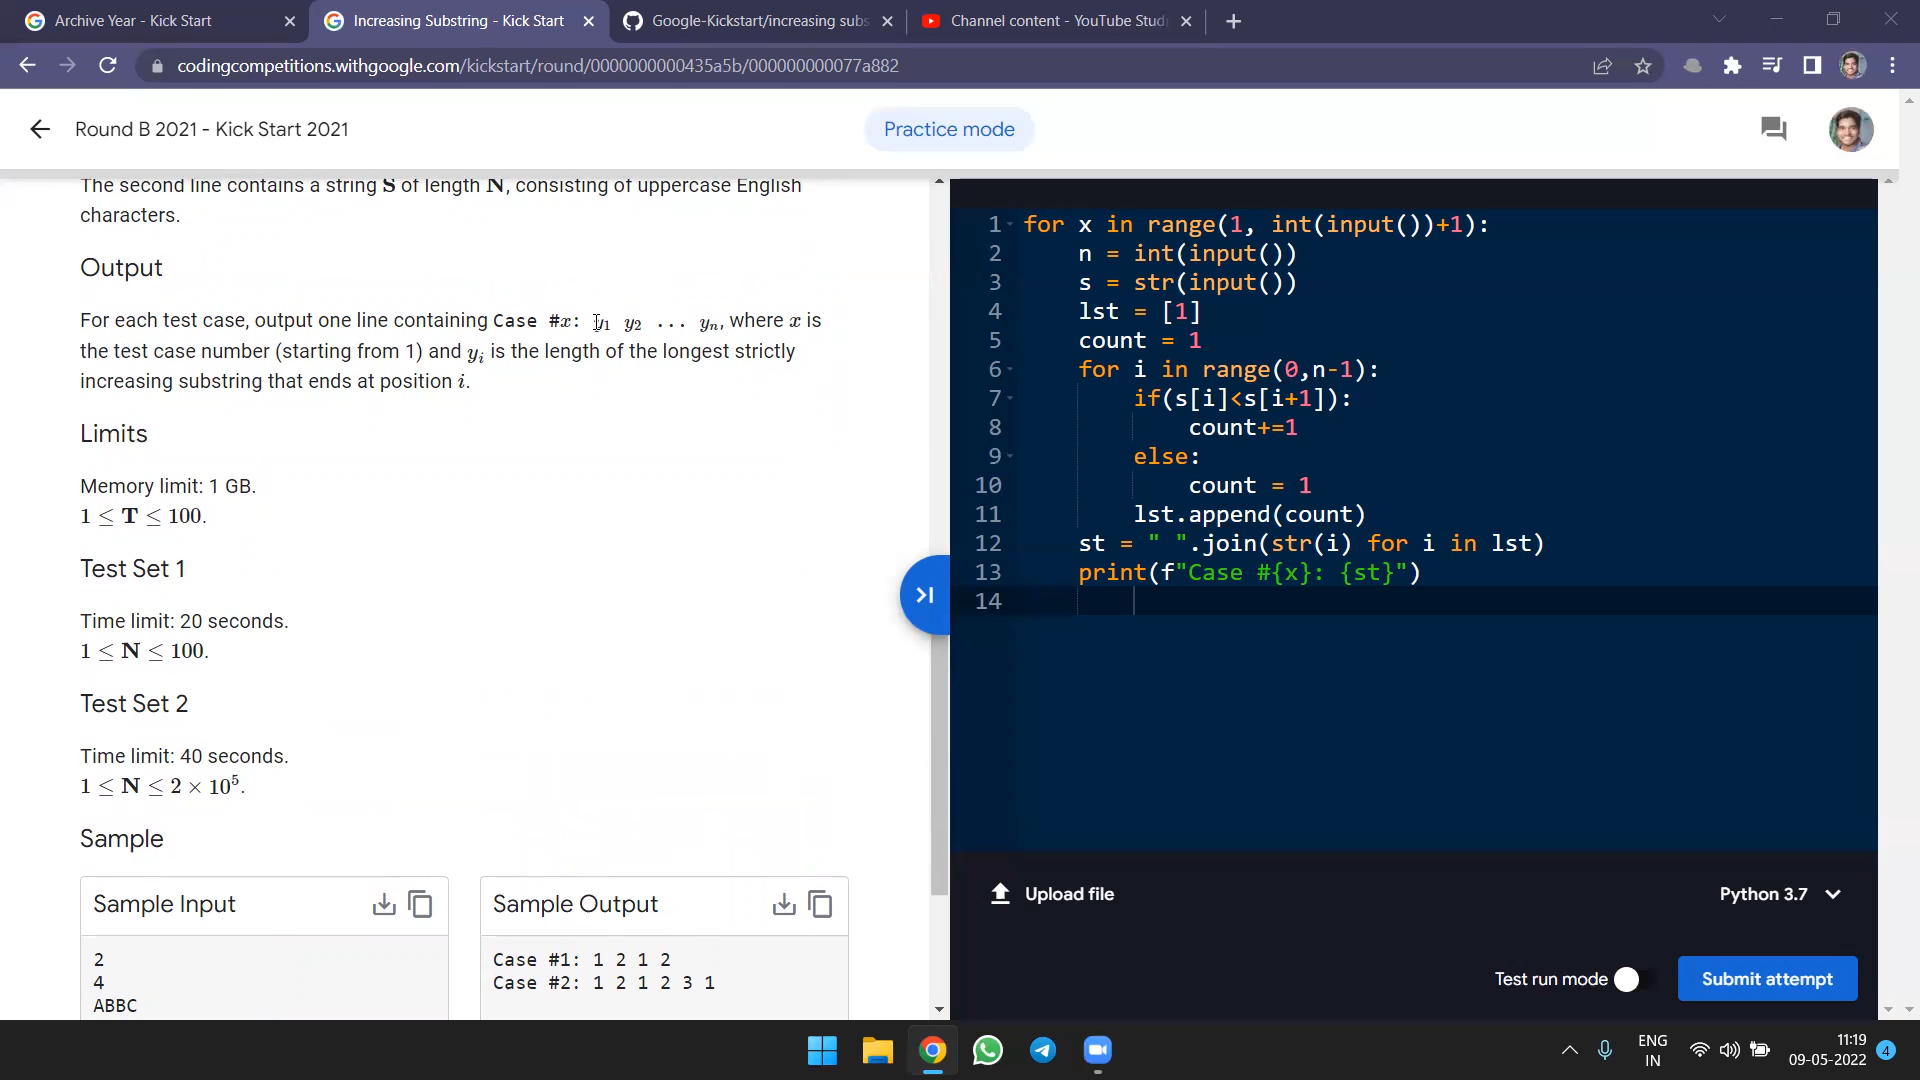 Archive Year - Kick Start
Increasing Substring - Kick Start
Google-Kickstart/increasing subs
Channel content - YouTube Stud
codingcompetitions.withgoogle.com/kickstart/round/0000000000435a5b/000000000077a882
Round B 2021 - Kick Start 2021
Practice mode
The second line contains a string S of length N, consisting of uppercase English
characters.
Output
For each test case, output one line containing Case #x: y1 y2 ... yn, where x is
the test case number (starting from 1) and yi is the length of the longest strictly
increasing substring that ends at position i.
Limits
Memory limit: 1 GB.
1 ≤ T ≤ 100.
Test Set 1
Time limit: 20 seconds.
1 ≤ N ≤ 100.
Test Set 2
Time limit: 40 seconds.
1 ≤ N ≤ 2 × 10⁵.
Sample
Sample Input
2
4
ABBC
Sample Output
Case #1: 1 2 1 2
Case #2: 1 2 1 2 3 1
1 for x in range(1, int(input())+1):
2 n = int(input())
3 s = str(input())
4 lst = [1]
5 count = 1
6 for i in range(0,n-1):
7 if(s[i]<s[i+1]):
8 count+=1
9 else:
10 count = 1
11 lst.append(count)
12 st = " ".join(str(i) for i in lst)
13 print(f"Case #{x}: {st}")
14
Upload file
Python 3.7
Test run mode
Submit attempt
ENG
IN
11:19
09-05-2022
4